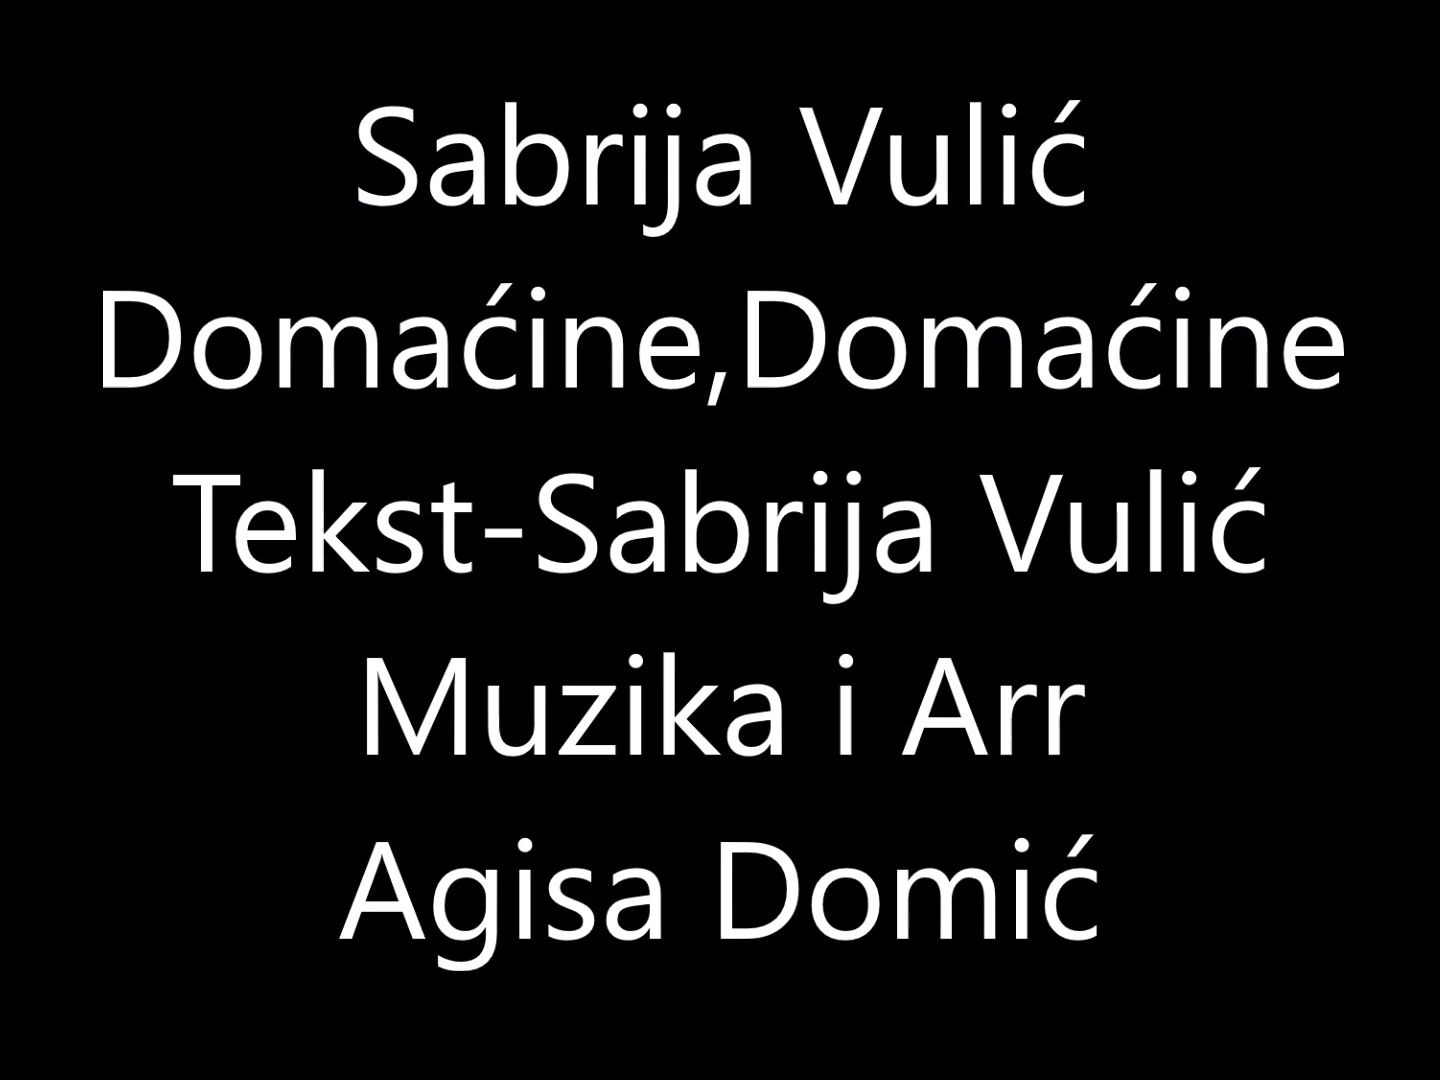 Sabrija Vulić
Domaćine,Domaćine
Tekst-Sabrija Vulić
Muzika i Arr
Agisa Domić